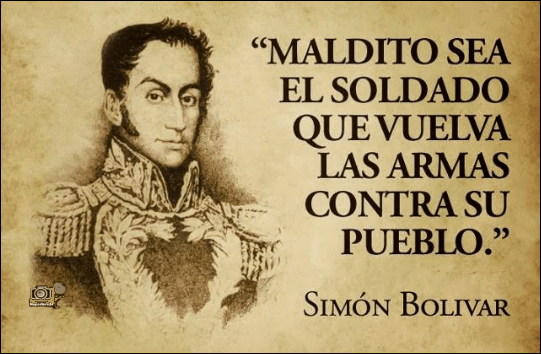 “MALDITO SEA
EL SOLDADO
QUE VUELVA
LAS ARMAS
CONTRA SU
PUEBLO.”
SIMÓN BOLIVAR